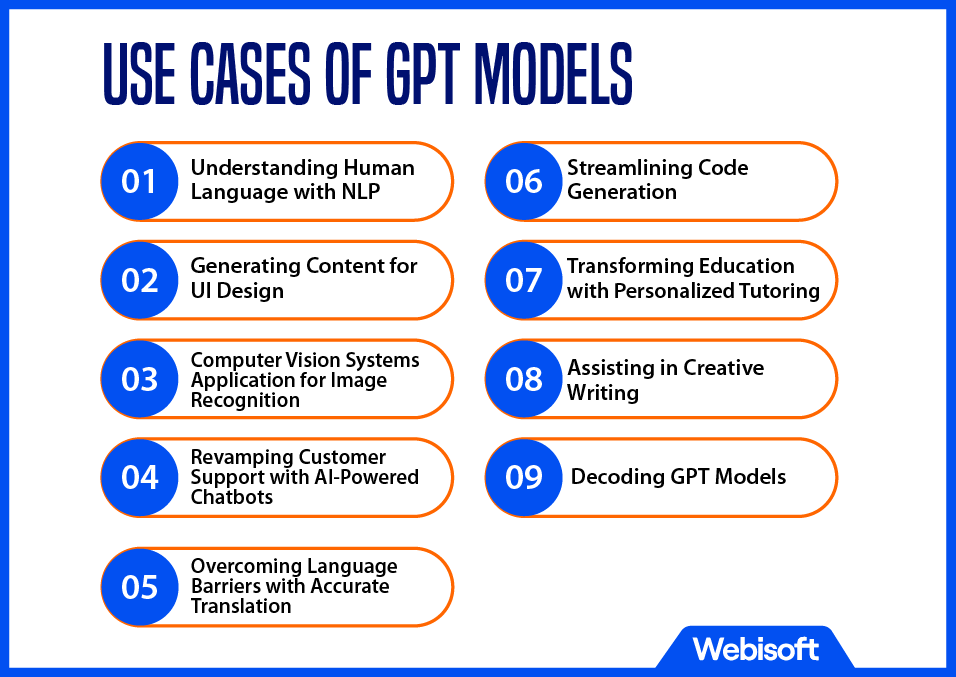 USE CASES OF GPT MODELS
01
Understanding Human
Language with NLP
02
Generating Content for
UI Design
03
Computer Vision Systems
Application for Image
Recognition
04
Revamping Customer
Support with AI-Powered
Chatbots
05
Overcoming Language
Barriers with Accurate
Translation
06
Streamlining Code
Generation
07
Transforming Education
with Personalized Tutoring
08
Assisting in Creative
Writing
09
Decoding GPT Models
Webisoft